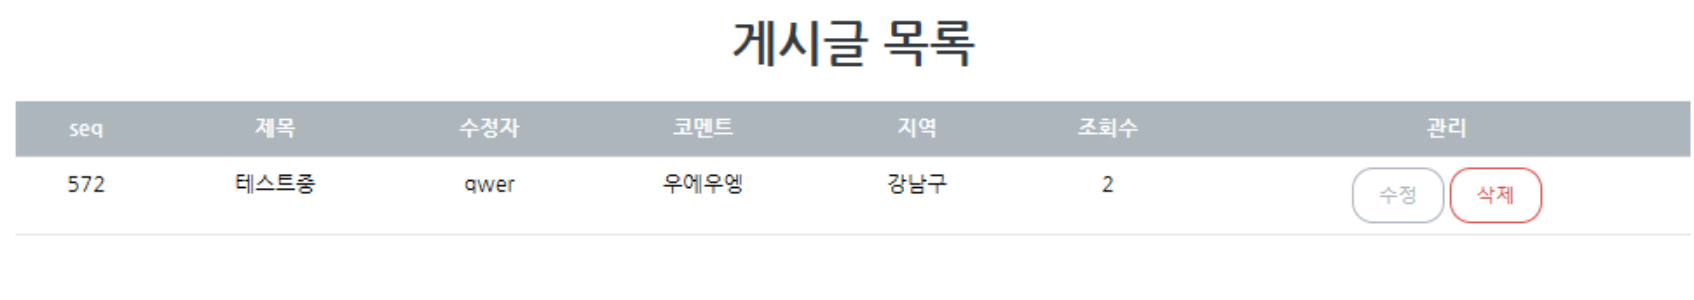 게시글 목록
seq 제목 수정자 코멘트 지역 조회수 관리
572 테스트중 qwer 우에우엥 강남구 2 수정 삭제